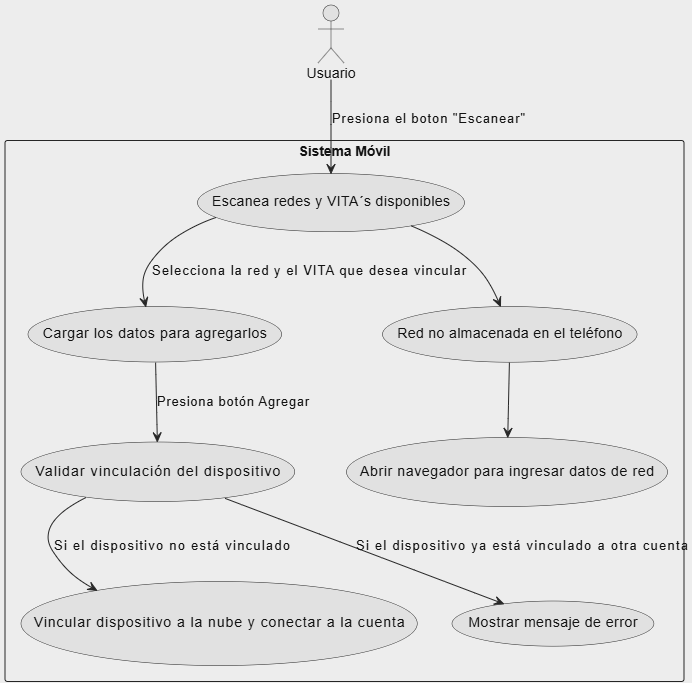 Usuario
Presiona el boton "Escanear"
Sistema Móvil
Escanea redes y VITA´s disponibles
Selecciona la red y el VITA que desea vincular
Cargar los datos para agregarlos
Red no almacenada en el teléfono
Presiona botón Agregar
Validar vinculación del dispositivo
Abrir navegador para ingresar datos de red
Si el dispositivo no está vinculado
Si el dispositivo ya está vinculado a otra cuenta
Vincular dispositivo a la nube y conectar a la cuenta
Mostrar mensaje de error